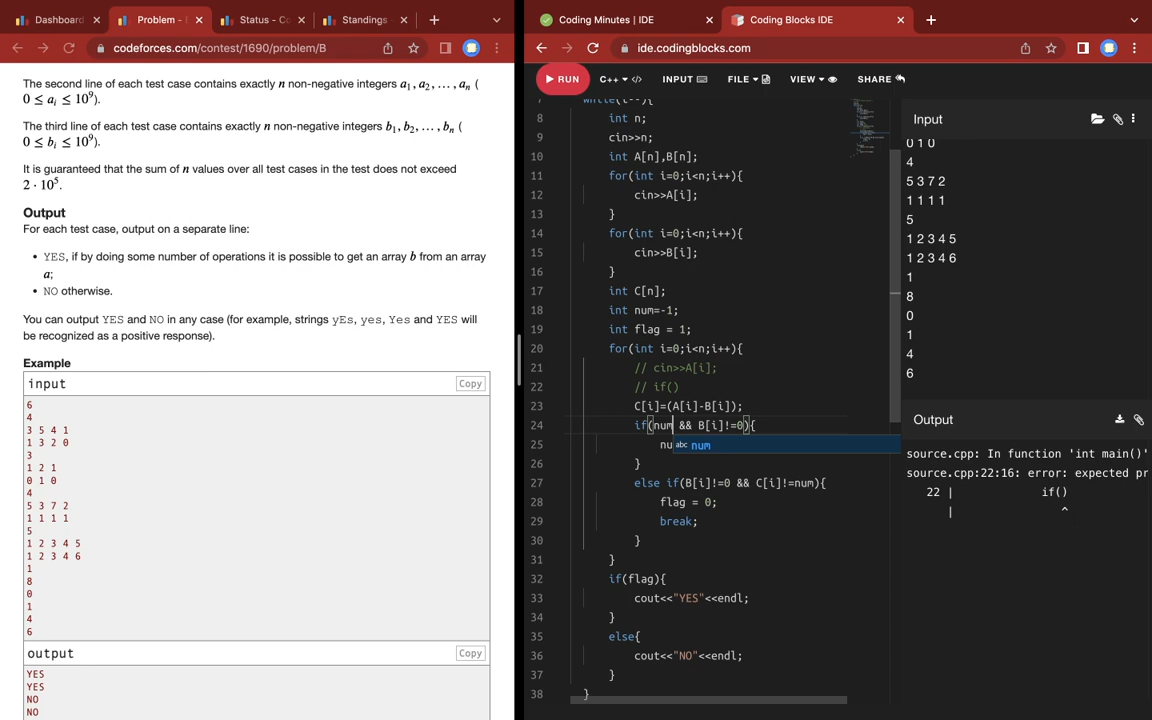 Dashboard
Problem -
Status - Co
Standings -
codeforces.com/contest/1690/problem/B
The second line of each test case contains exactly n non-negative integers a₁, a₂, …, aₙ (
0 ≤ aᵢ ≤ 10⁹).
The third line of each test case contains exactly n non-negative integers b₁, b₂, …, bₙ (
0 ≤ bᵢ ≤ 10⁹).
It is guaranteed that the sum of n values over all test cases in the test does not exceed
2 · 10⁵.
Output
For each test case, output on a separate line:
• YES, if by doing some number of operations it is possible to get an array b from an array
a;
• NO otherwise.
You can output YES and NO in any case (for example, strings yEs, yes, Yes and YES will
be recognized as a positive response).
Example
input
Copy
6
4
3 5 4 1
1 3 2 0
3
1 2 1
0 1 0
4
5 3 7 2
1 1 1 1
5
1 2 3 4 5
1 2 3 4 6
1
8
0
1
4
6
output
Copy
YES
YES
NO
NO
Coding Minutes | IDE
Coding Blocks IDE
ide.codingblocks.com
RUN
C++
INPUT
FILE
VIEW
SHARE
8 int n;
9 cin>>n;
10 int A[n],B[n];
11 for(int i=0;i<n;i++){
12 cin>>A[i];
13 }
14 for(int i=0;i<n;i++){
15 cin>>B[i];
16 }
17 int C[n];
18 int num=-1;
19 int flag = 1;
20 for(int i=0;i<n;i++){
21 // cin>>A[i];
22 // if()
23 C[i]=(A[i]-B[i]);
24 if(num && B[i]!=0){
25 nu
abc num
26 }
27 else if(B[i]!=0 && C[i]!=num){
28 flag = 0;
29 break;
30 }
31 }
32 if(flag){
33 cout<<"YES"<<endl;
34 }
35 else{
36 cout<<"NO"<<endl;
37 }
38 }
Input
0 1 0
4
5 3 7 2
1 1 1 1
5
1 2 3 4 5
1 2 3 4 6
1
8
0
1
4
6
Output
source.cpp: In function 'int main()'
source.cpp:22:16: error: expected pr
22 | if()
| ^